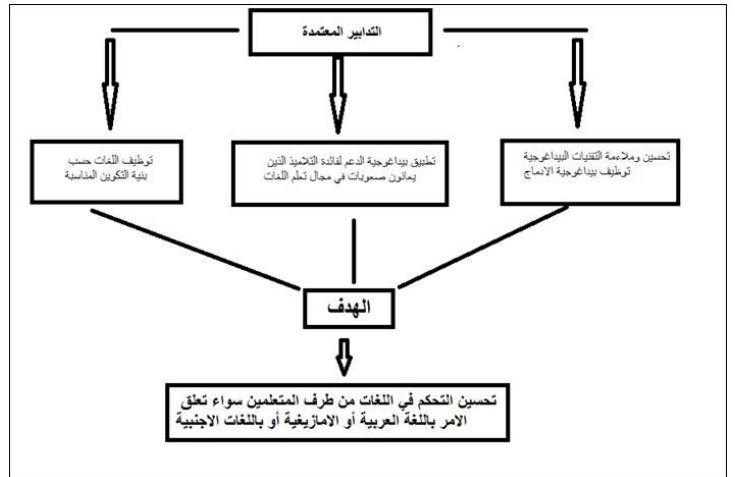 التدابير المعتمدة
تحسين وملاءمة التقنيات البيداغوجية
توظيف بيداغوجية الادماج
تطبيق بيداغوجية الدعم لفائدة التلاميذ الذين
يعانون صعوبات في مجال تعلم اللغات
توظيف اللغات حسب
بنية التكوين المناسبة
الهدف
تحسين التحكم في اللغات من طرف المتعلمين سواء تعلق
الامر باللغة العربية أو الامازيغية أو باللغات الاجنبية